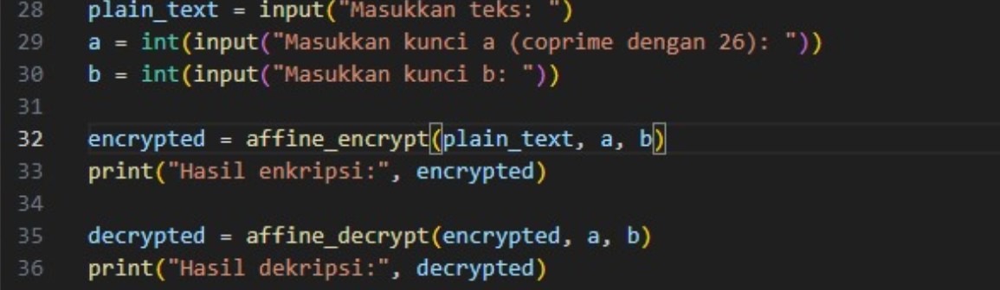 28 plain_text = input("Masukkan teks: ")
29 a = int(input("Masukkan kunci a (coprime dengan 26): "))
30 b = int(input("Masukkan kunci b: "))
31
32 encrypted = affine_encrypt(plain_text, a, b)
33 print("Hasil enkripsi:", encrypted)
34
35 decrypted = affine_decrypt(encrypted, a, b)
36 print("Hasil dekripsi:", decrypted)